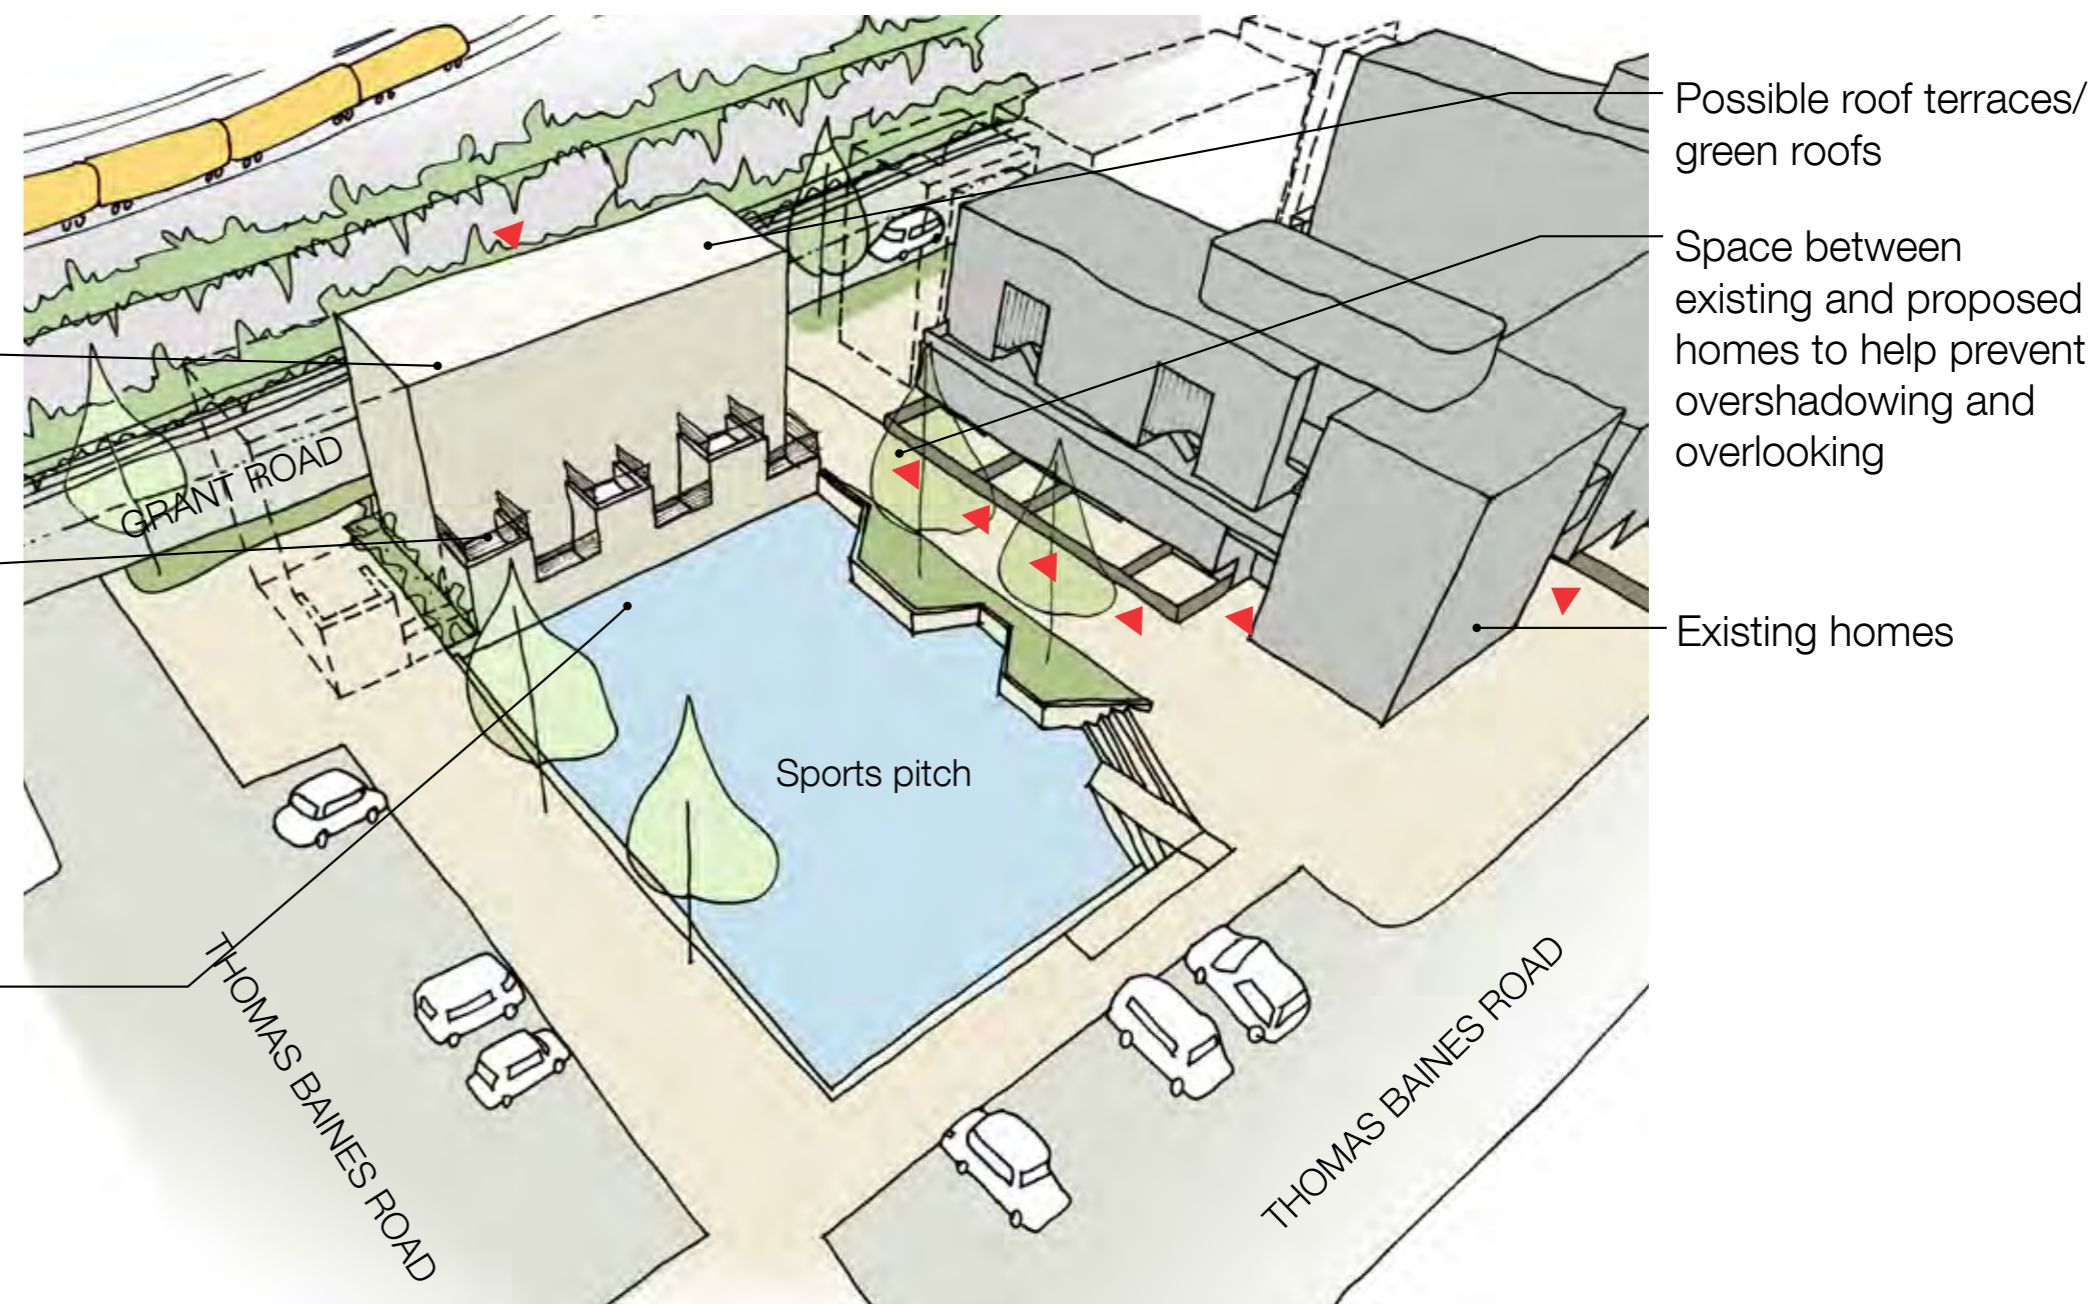 Possible roof terraces/
green roofs
Space between
existing and proposed
homes to help prevent
overshadowing and
overlooking
GRANT ROAD
Existing homes
Sports pitch
THOMAS BAINES ROAD
THOMAS BAINES ROAD